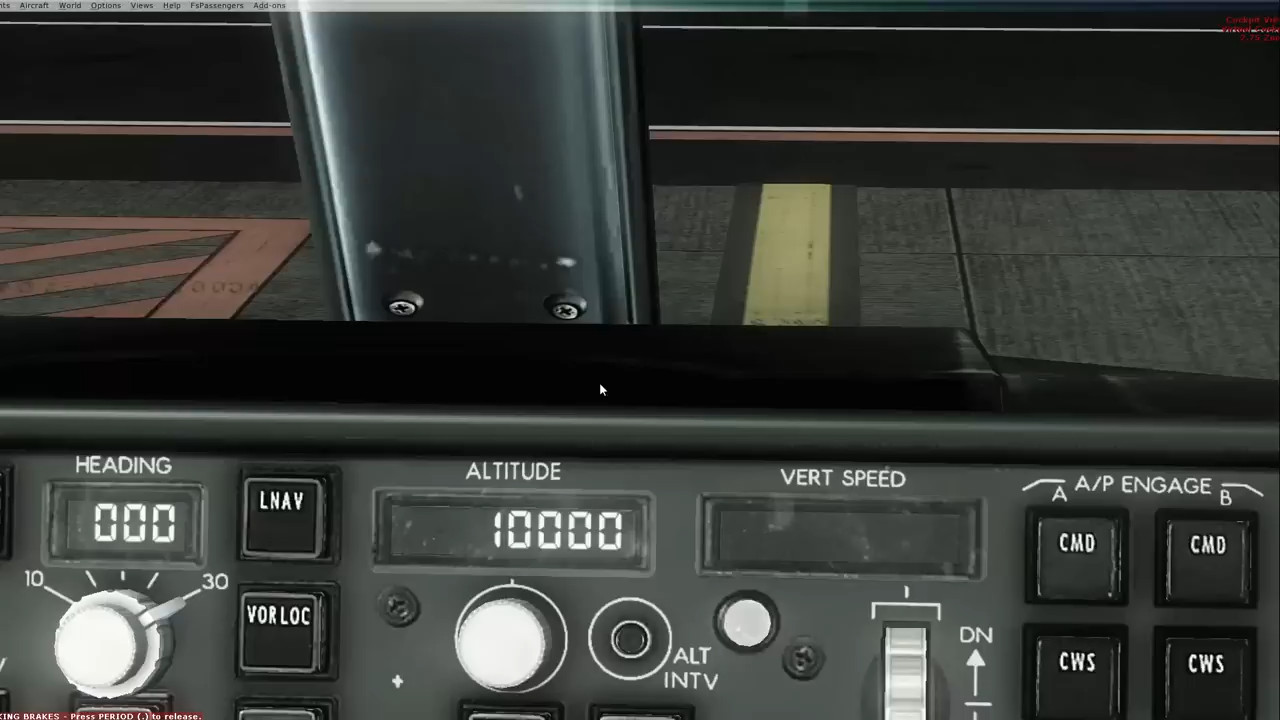 nts Aircraft World Options Views Help FsPassengers Add-ons
HEADING
000
10
30
LNAV
VORLOC
ALTITUDE
10000
ALT
INTV
VERT SPEED
DN
A/P ENGAGE
A
B
CMD
CMD
CWS
CWS
KING BRAKES - Press PERIOD (.) to release.